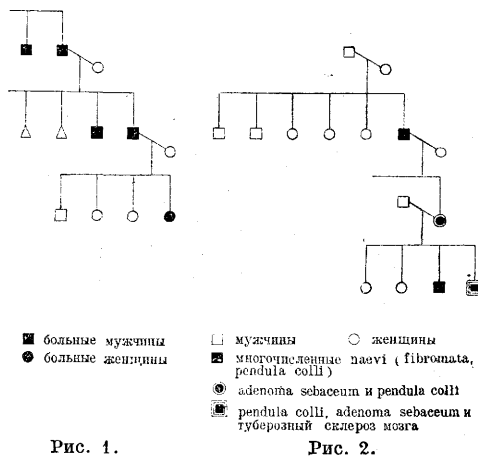 больные мужчины
больные женщины
мужчины
женщины
многочисленные naevi (fibromata,
pendula colli)
adenoma sebaceum и pendula colli
pendula colli, adenoma sebaceum и
туберозный склероз мозга
Рис. 1.
Рис. 2.